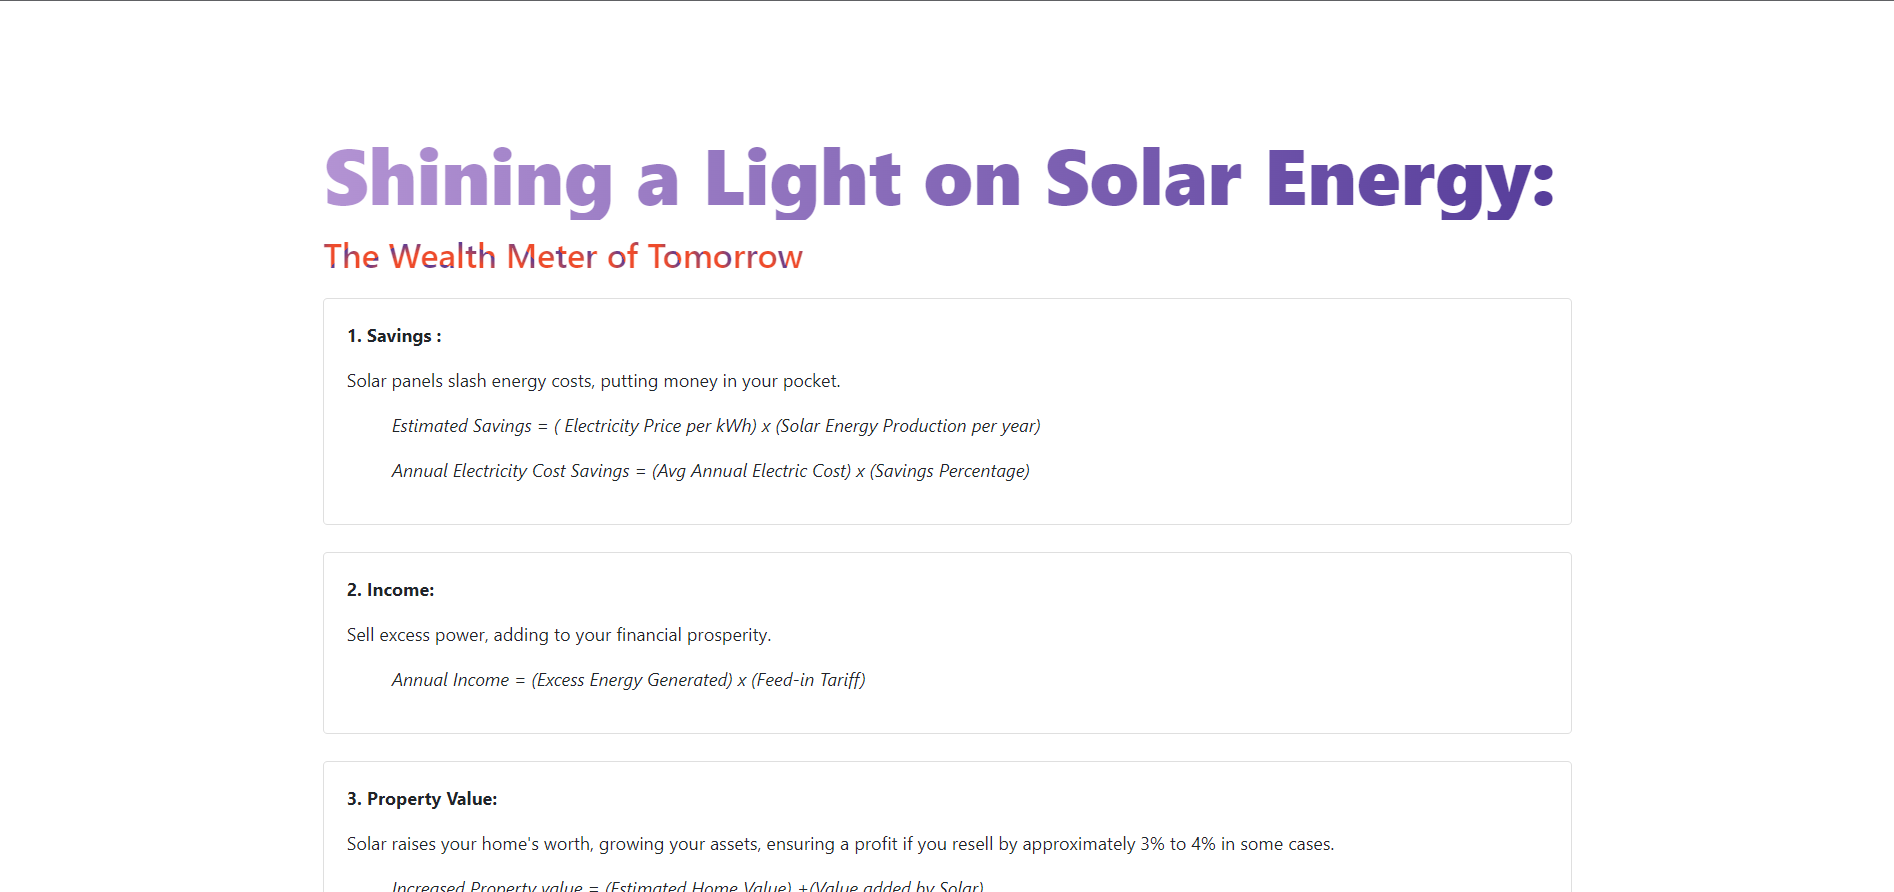 Shining a Light on Solar Energy:
The Wealth Meter of Tomorrow
1. Savings :
Solar panels slash energy costs, putting money in your pocket.
Estimated Savings = ( Electricity Price per kWh) x (Solar Energy Production per year)
Annual Electricity Cost Savings = (Avg Annual Electric Cost) x (Savings Percentage)
2. Income:
Sell excess power, adding to your financial prosperity.
Annual Income = (Excess Energy Generated) x (Feed-in Tariff)
3. Property Value:
Solar raises your home's worth, growing your assets, ensuring a profit if you resell by approximately 3% to 4% in some cases.
Increased Property value = (Estimated Home Value) +(Value added by Solar)